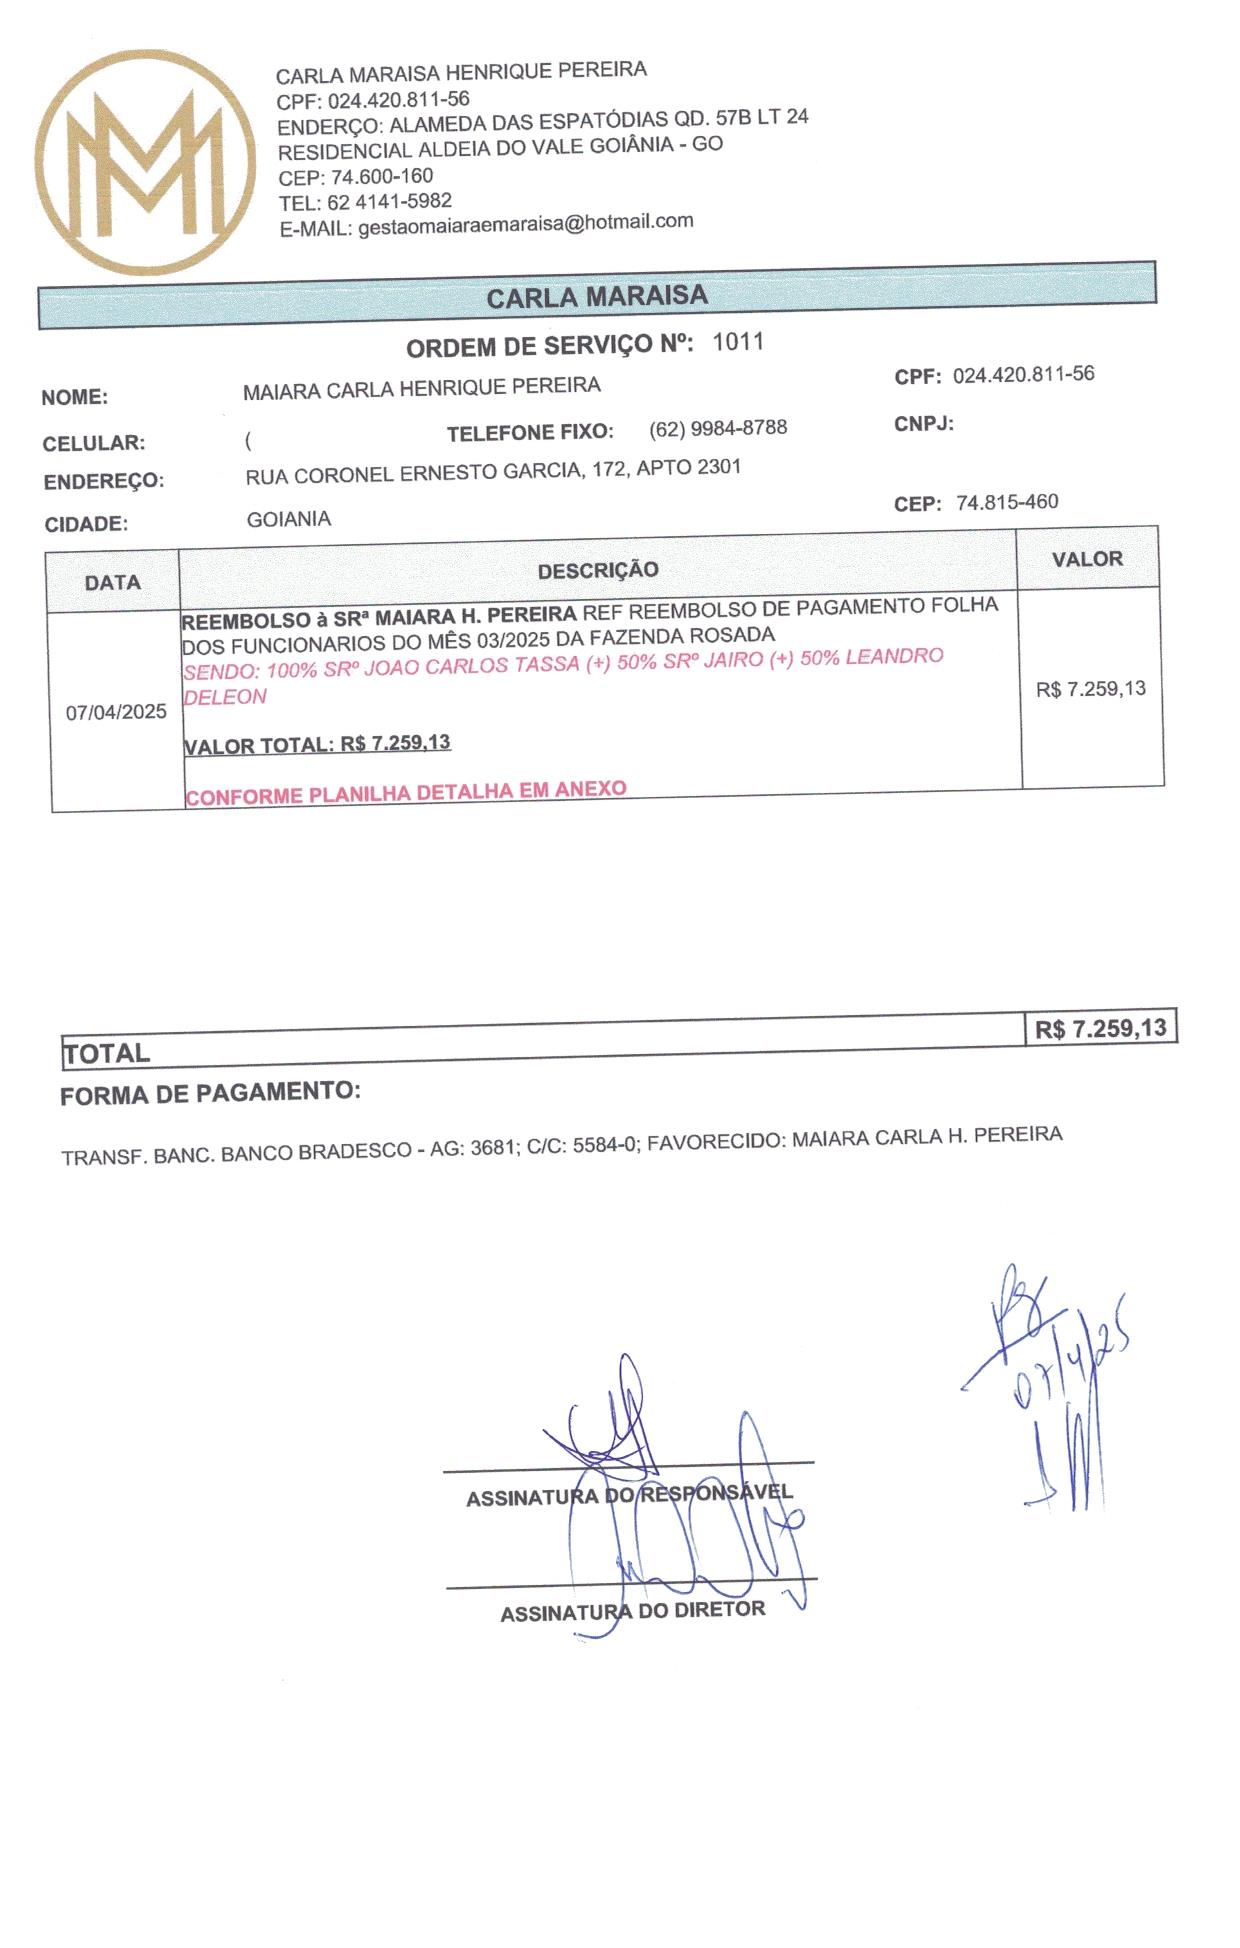 CARLA MARAISA HENRIQUE PEREIRA
CPF: 024.420.811-56
ENDERÇO: ALAMEDA DAS ESPATÓDIAS QD. 57B LT 24
RESIDENCIAL ALDEIA DO VALE GOIÂNIA - GO
CEP: 74.600-160
TEL: 62 4141-5982
E-MAIL: gestaomaiaraemaraisa@hotmail.com
CARLA MARAISA
ORDEM DE SERVIÇO Nº: 1011
NOME: MAIARA CARLA HENRIQUE PEREIRA CPF: 024.420.811-56
CELULAR: ( TELEFONE FIXO: (62) 9984-8788 CNPJ:
ENDEREÇO: RUA CORONEL ERNESTO GARCIA, 172, APTO 2301
CIDADE: GOIANIA CEP: 74.815-460
DATA DESCRIÇÃO VALOR
REEMBOLSO à SRª MAIARA H. PEREIRA REF REEMBOLSO DE PAGAMENTO FOLHA
DOS FUNCIONARIOS DO MÊS 03/2025 DA FAZENDA ROSADA
SENDO: 100% SRº JOAO CARLOS TASSA (+) 50% SRº JAIRO (+) 50% LEANDRO
DELEON
07/04/2025 R$ 7.259,13
VALOR TOTAL: R$ 7.259,13
CONFORME PLANILHA DETALHA EM ANEXO
TOTAL R$ 7.259,13
FORMA DE PAGAMENTO:
TRANSF. BANC. BANCO BRADESCO - AG: 3681; C/C: 5584-0; FAVORECIDO: MAIARA CARLA H. PEREIRA
07/4/25
ASSINATURA DO RESPONSÁVEL
ASSINATURA DO DIRETOR